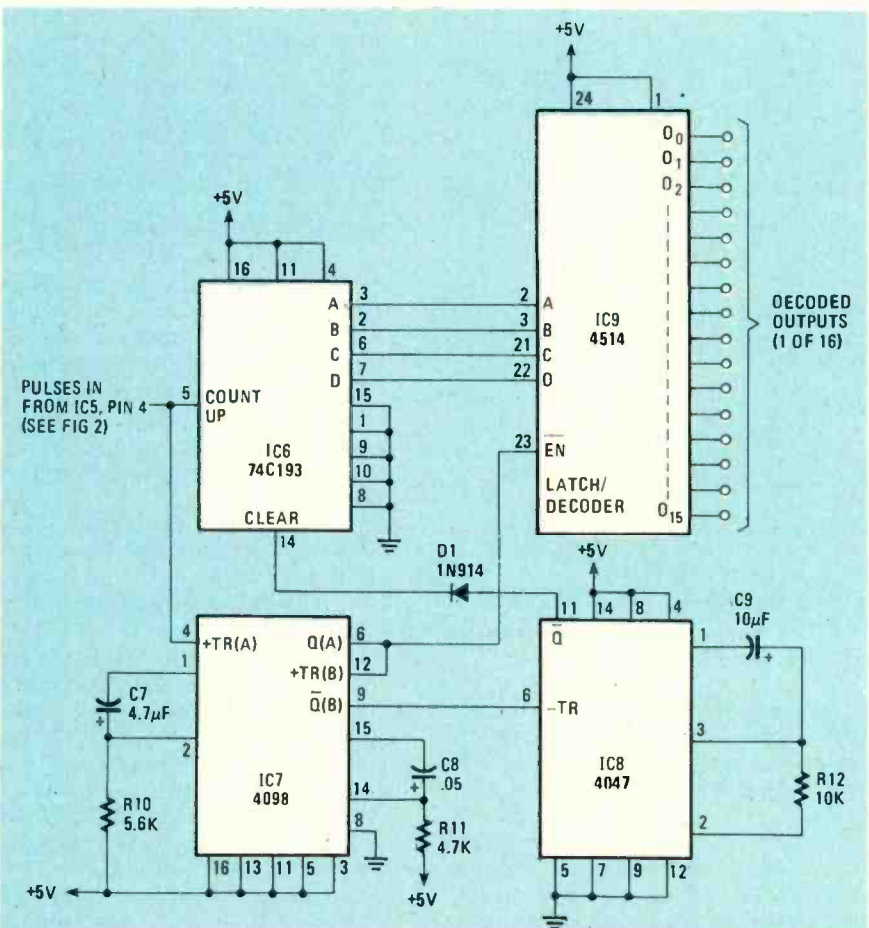 +5V
24 1
O0
O1
O2
+5V
16 11 4
A 3 2 A
B 2 3 B
C 6 21 C
D 7 22 D
IC9
4514
DECODED
OUTPUTS
(1 OF 16)
PULSES IN
FROM IC5, PIN 4
(SEE FIG 2)
5 COUNT
UP
15
1
9
10
8
IC6
74C193
23 EN
LATCH/
DECODER
O15
CLEAR
14
D1
1N914
+5V
11 14 8 4
C9
10µF
4 +TR(A) Q(A) 6
+TR(B) 12
Q(B) 9
1
C7
4.7µF
2
15
C8
.05
14
8
IC7
4098
R10
5.6K
R11
4.7K
16 13 11 5 3
+5V
+5V
Q
1
6 -TR
3
IC8
4047
R12
10K
2
5 7 9 12